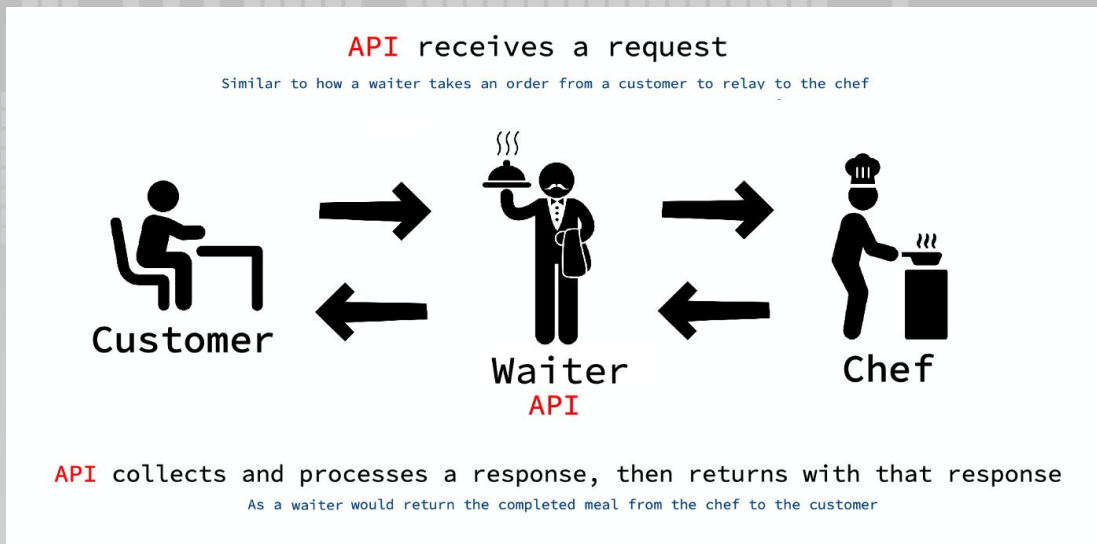 API receives a request
Similar to how a waiter takes an order from a customer to relay to the chef
Customer
Waiter
API
Chef
API collects and processes a response, then returns with that response
As a waiter would return the completed meal from the chef to the customer